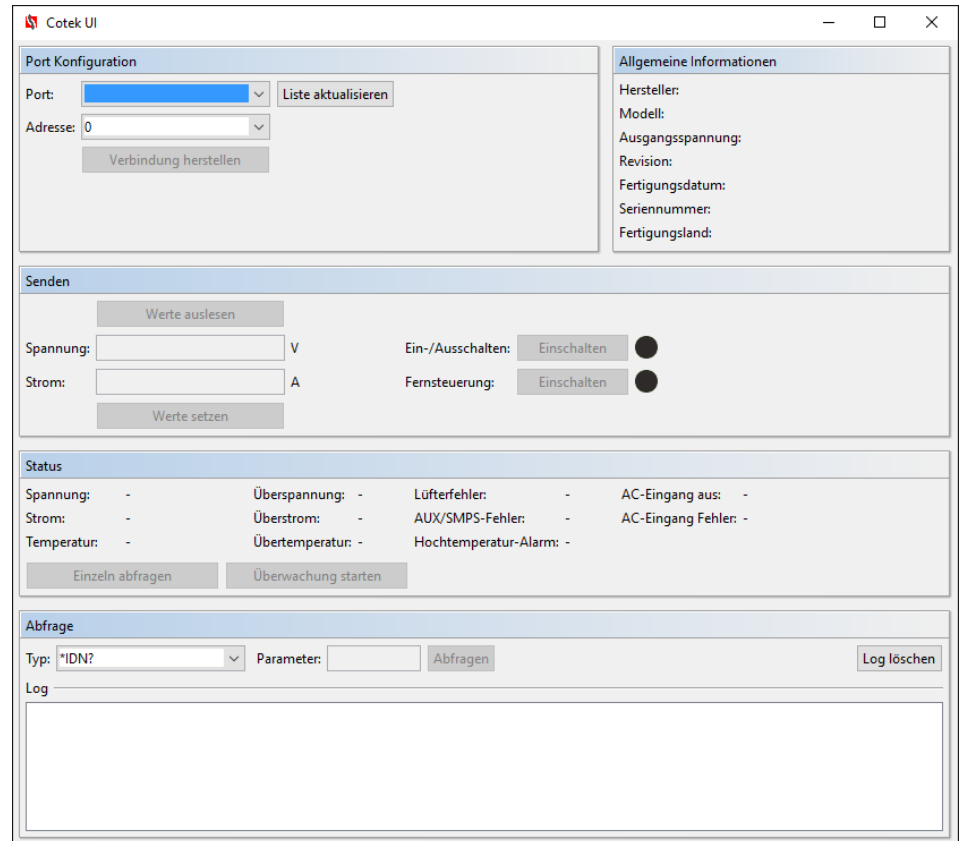 Cotek UI
Port Konfiguration
Port:
Liste aktualisieren
Adresse: 0
Verbindung herstellen
Allgemeine Informationen
Hersteller:
Modell:
Ausgangsspannung:
Revision:
Fertigungsdatum:
Seriennummer:
Fertigungsland:
Senden
Werte auslesen
Spannung: V Ein-/Ausschalten: Einschalten
Strom: A Fernsteuerung: Einschalten
Werte setzen
Status
Spannung: - Überspannung: - Lüfterfehler: - AC-Eingang aus: -
Strom: - Überstrom: - AUX/SMPS-Fehler: - AC-Eingang Fehler: -
Temperatur: - Übertemperatur: - Hochtemperatur-Alarm: -
Einzeln abfragen Überwachung starten
Abfrage
Typ: *IDN? Parameter: Abfragen Log löschen
Log